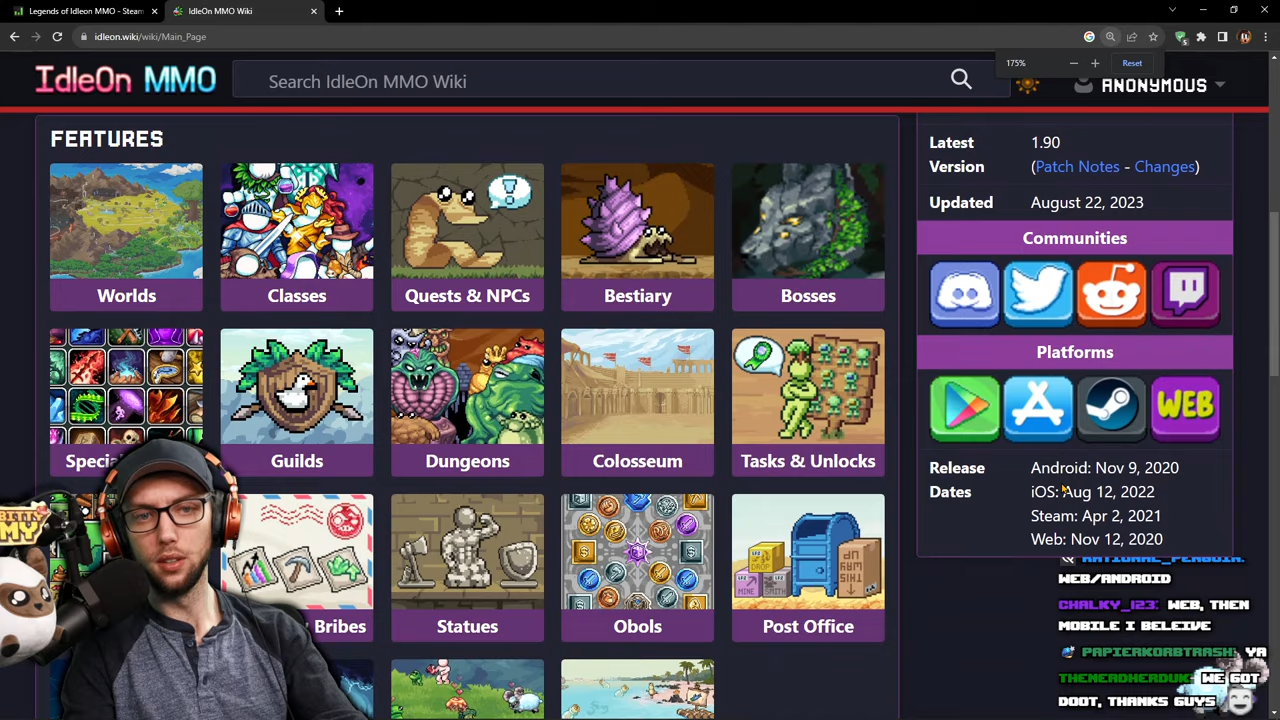 Legends of Idleon MMO - Steam
IdleOn MMO Wiki
idleon.wiki/wiki/Main_Page
175%
Reset
IdleOn MMO
Search IdleOn MMO Wiki
ANONYMOUS
FEATURES
Worlds
Classes
Quests & NPCs
Bestiary
Bosses
Guilds
Dungeons
Colosseum
Tasks & Unlocks
Bribes
Statues
Obols
Post Office
Latest Version
1.90
(Patch Notes - Changes)
Updated
August 22, 2023
Communities
Platforms
WEB
Release Dates
Android: Nov 9, 2020
iOS: Aug 12, 2022
Steam: Apr 2, 2021
Web: Nov 12, 2020
RATIONAL_PENGUIN:
WEB/ANDROID
CHALKY_123: WEB, THEN
MOBILE I BELEIVE
PAPIERKORBTRASH: YA
THENERDHERDUK: WE GOT
DOOT, THANKS GUYS